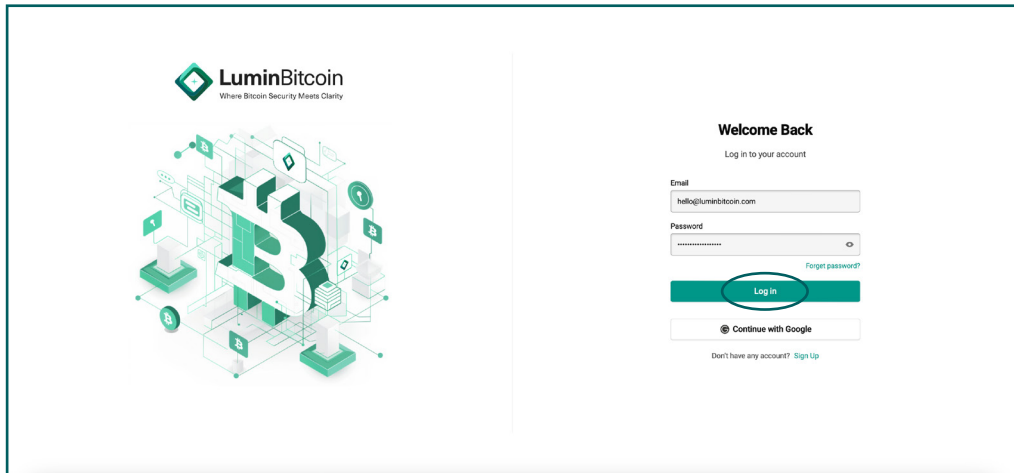 LuminBitcoin
Where Bitcoin Security Meets Clarity
Welcome Back
Log in to your account
Email
hello@luminbitcoin.com
Password
••••••••••••••••••
Forget password?
Log in
Continue with Google
Don't have any account? Sign Up